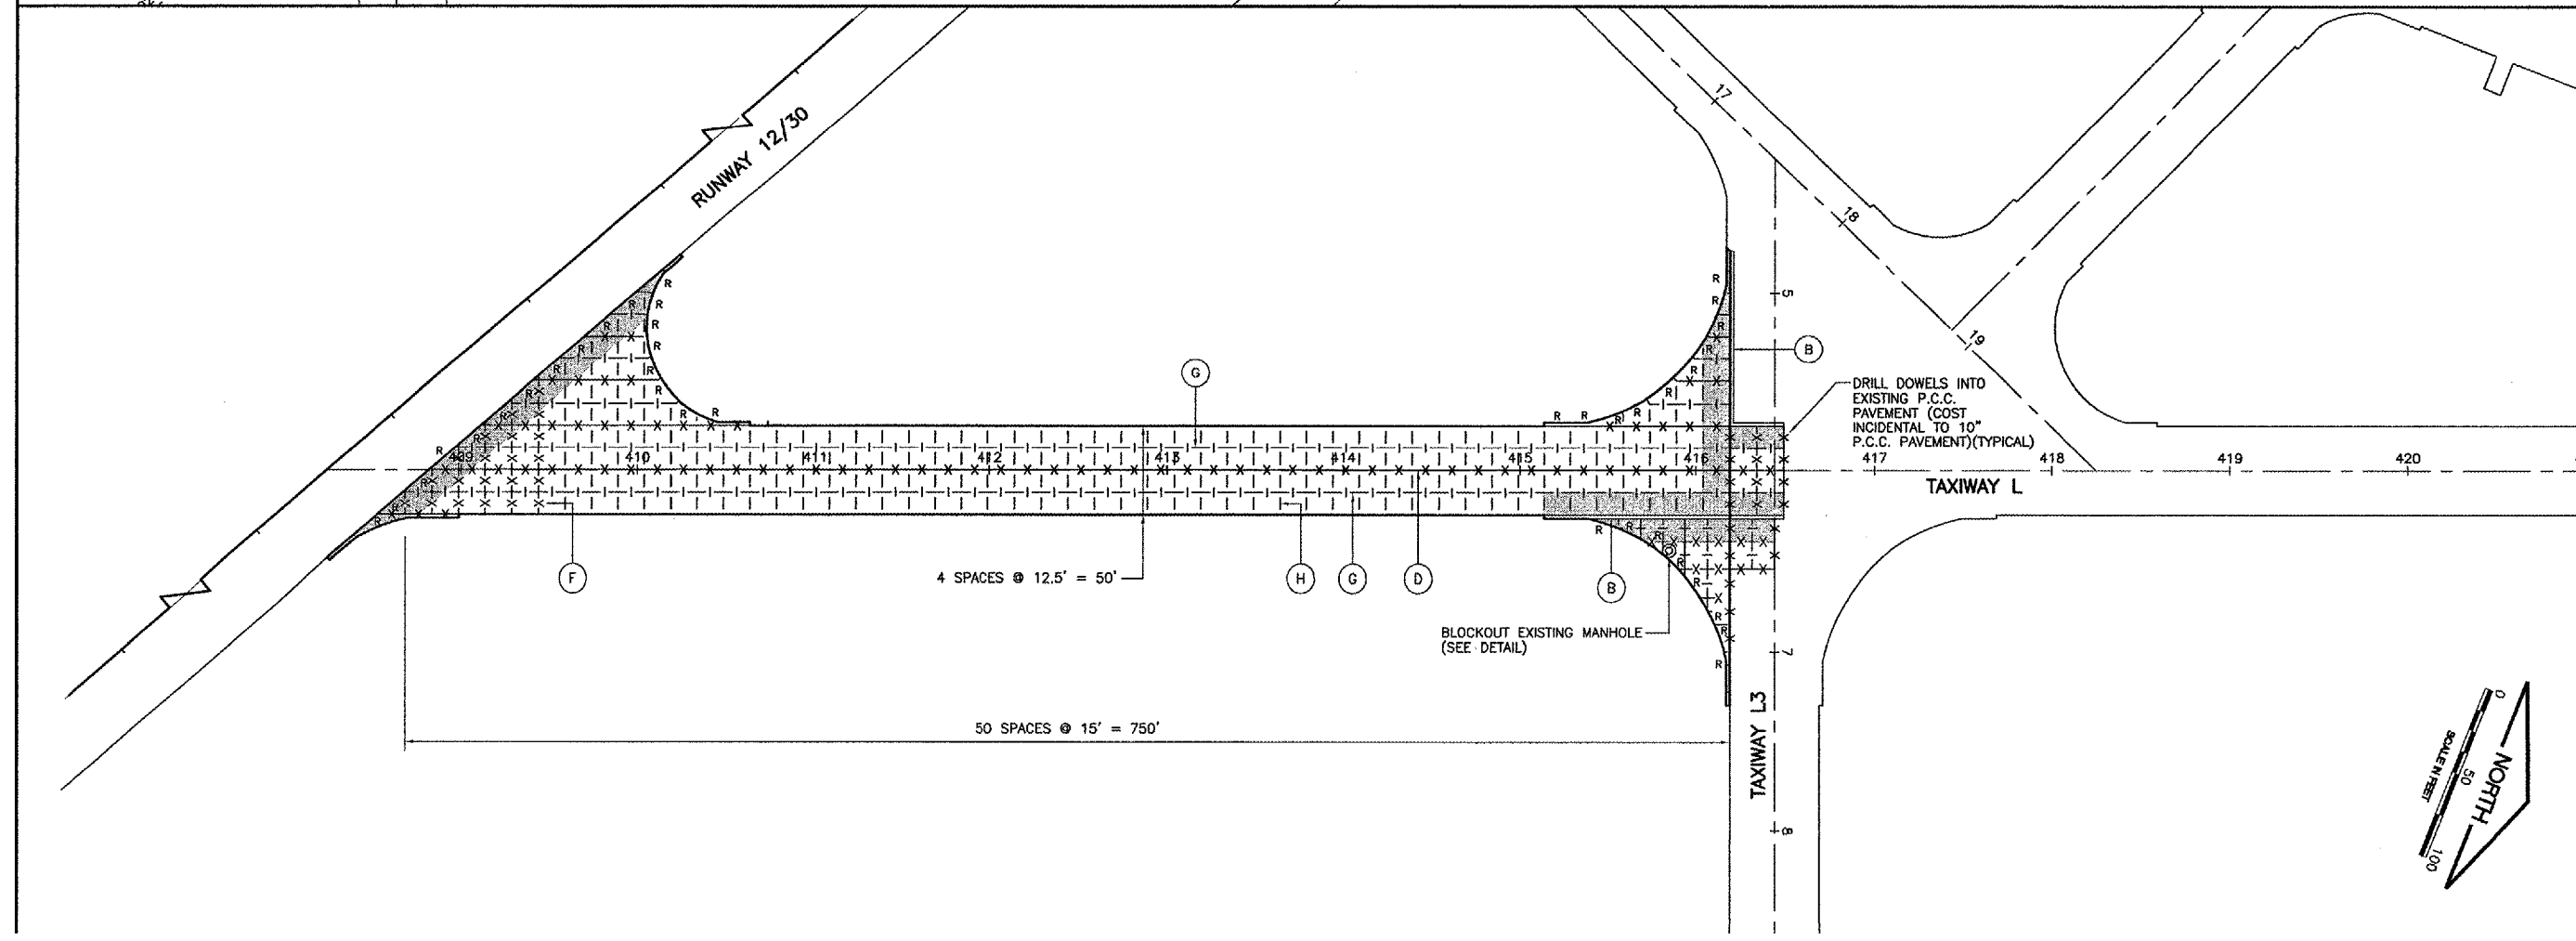 RUNWAY 12/30
17
18
19
5
B
G
DRILL DOWELS INTO
EXISTING P.C.C.
PAVEMENT (COST
INCIDENTAL TO 10"
P.C.C. PAVEMENT)(TYPICAL)
R R R R R R R R R R R R
409 410 411 412 413 414 415 416 417 418 419 420
TAXIWAY L
F
4 SPACES @ 12.5' = 50'
H
G
D
B
BLOCKOUT EXISTING MANHOLE
(SEE DETAIL)
7
50 SPACES @ 15' = 750'
TAXIWAY L3
8
NORTH
0 50 100
SCALE IN FEET